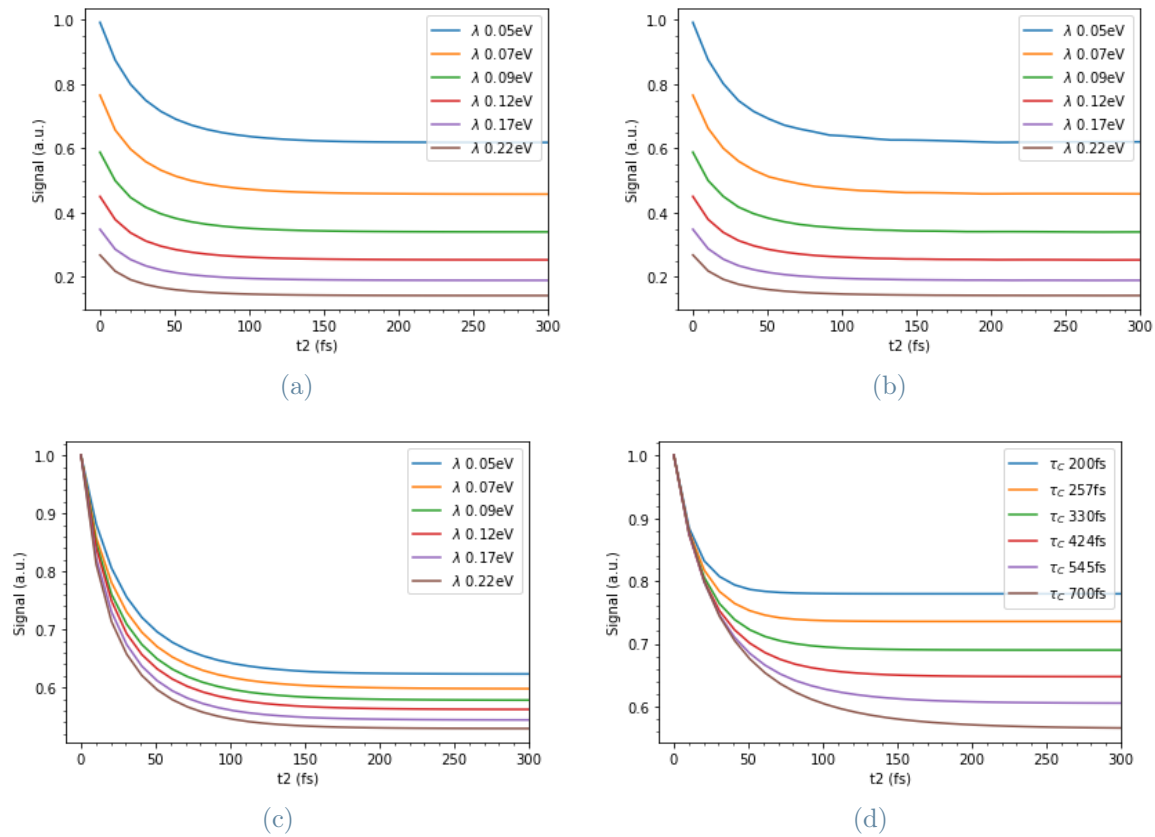 1.0
0.8
0.6
0.4
0.2
Signal (a.u.)
λ 0.05eV
λ 0.07eV
λ 0.09eV
λ 0.12eV
λ 0.17eV
λ 0.22eV
0 50 100 150 200 250 300
t2 (fs)
(a)
1.0
0.8
0.6
0.4
0.2
Signal (a.u.)
λ 0.05eV
λ 0.07eV
λ 0.09eV
λ 0.12eV
λ 0.17eV
λ 0.22eV
0 50 100 150 200 250 300
t2 (fs)
(b)
1.0
0.9
0.8
0.7
0.6
Signal (a.u.)
λ 0.05eV
λ 0.07eV
λ 0.09eV
λ 0.12eV
λ 0.17eV
λ 0.22eV
0 50 100 150 200 250 300
t2 (fs)
(c)
1.0
0.9
0.8
0.7
0.6
Signal (a.u.)
τC 200fs
τC 257fs
τC 330fs
τC 424fs
τC 545fs
τC 700fs
0 50 100 150 200 250 300
t2 (fs)
(d)